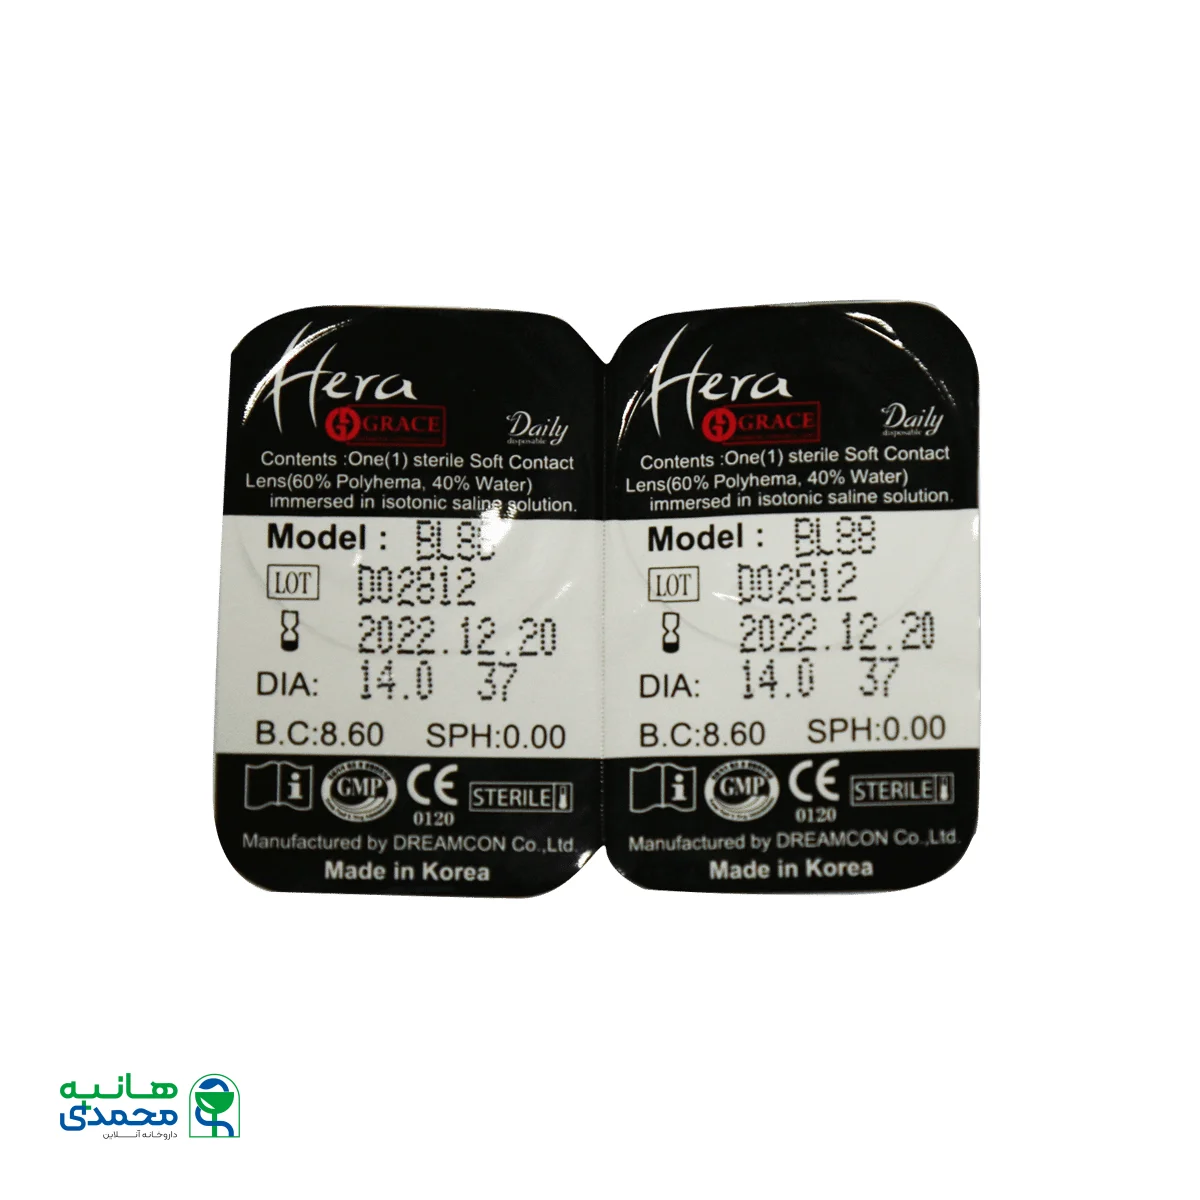 Hera
GRACE
Daily
disposable
Contents :One(1) sterile Soft Contact
Lens(60% Polyhema, 40% Water)
immersed in isotonic saline solution.
Model :
LOT D02812
2022.12.20
DIA: 14.0 37
B.C:8.60 SPH:0.00
GMP
CE
0120
STERILE
Manufactured by DREAMCON Co.,Ltd.
Made in Korea
Hera
GRACE
Daily
disposable
Contents :One(1) sterile Soft Contact
Lens(60% Polyhema, 40% Water)
immersed in isotonic saline solution.
Model : BL88
LOT D02812
2022.12.20
DIA: 14.0 37
B.C:8.60 SPH:0.00
GMP
CE
0120
STERILE
Manufactured by DREAMCON Co.,Ltd.
Made in Korea
هانیه
محمدی
داروخانه آنلاین